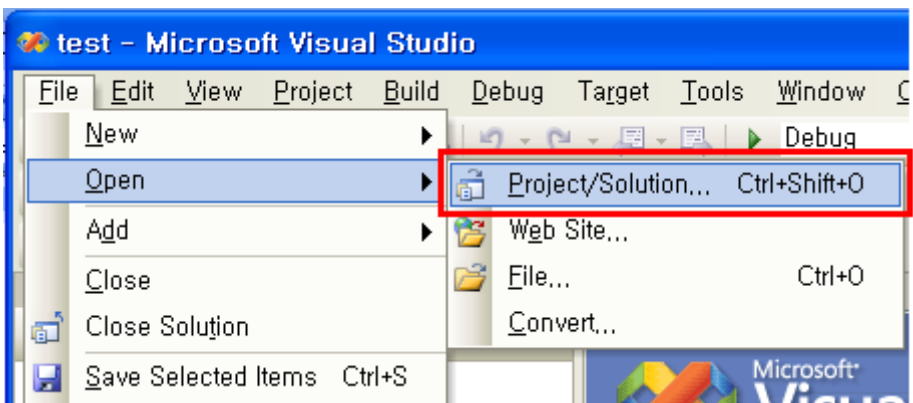 test - Microsoft Visual Studio
File Edit View Project Build Debug Target Tools Window
New
Debug
Open
Project/Solution... Ctrl+Shift+O
Add
Web Site...
Close
File... Ctrl+O
Close Solution
Convert...
Save Selected Items Ctrl+S
Microsoft